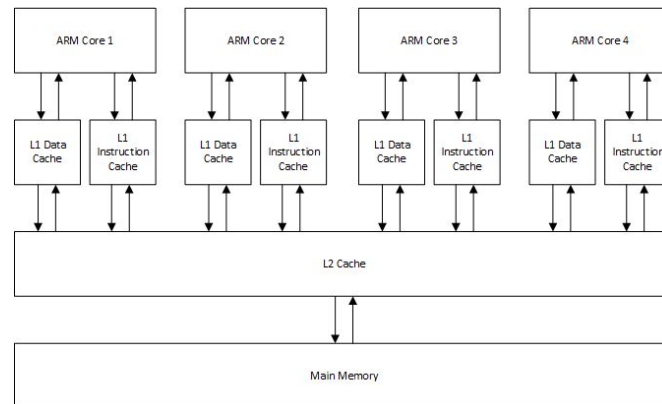 ARM Core 1
ARM Core 2
ARM Core 3
ARM Core 4
L1 Data
Cache
L1
Instruction
Cache
L1 Data
Cache
L1
Instruction
Cache
L1 Data
Cache
L1
Instruction
Cache
L1 Data
Cache
L1
Instruction
Cache
L2 Cache
Main Memory